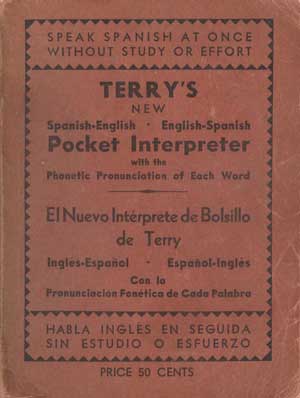 SPEAK SPANISH AT ONCE
WITHOUT STUDY OR EFFORT
TERRY'S
NEW
Spanish-English • English-Spanish
Pocket Interpreter
with the
Phonetic Pronunciation of Each Word
El Nuevo Intérprete de Bolsillo
de Terry
Inglés-Español • Español-Inglés
Con la
Pronunciación Fonética de Cada Palabra
HABLA INGLÉS EN SEGUIDA
SIN ESTUDIO O ESFUERZO
PRICE 50 CENTS